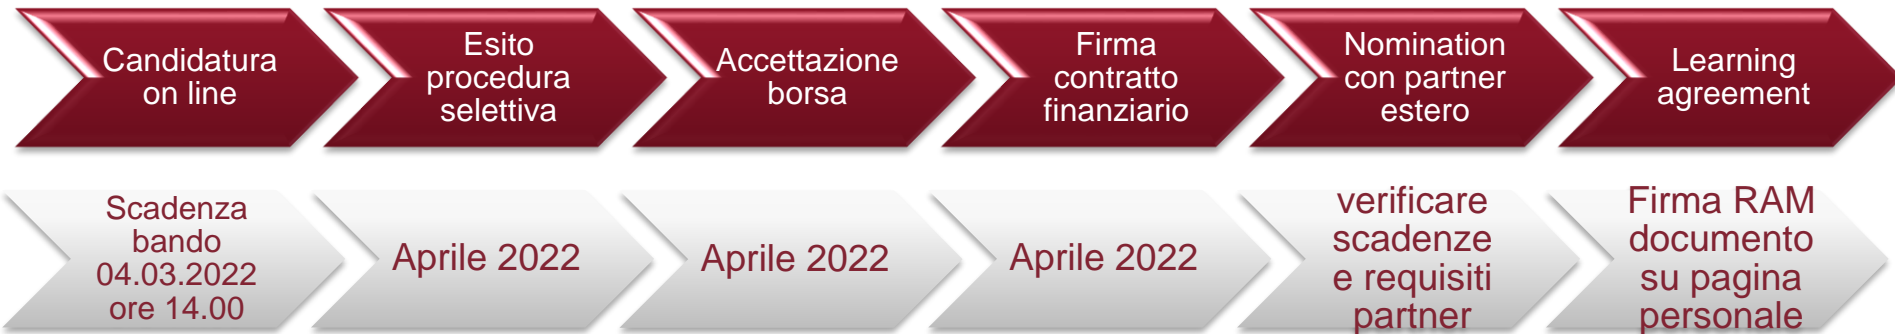 Candidatura
on line
Esito
procedura
selettiva
Accettazione
borsa
Firma
contratto
finanziario
Nomination
con partner
estero
Learning
agreement
Scadenza
bando
04.03.2022
ore 14.00
Aprile 2022
Aprile 2022
Aprile 2022
verificare
scadenze
e requisiti
partner
Firma RAM
documento
su pagina
personale